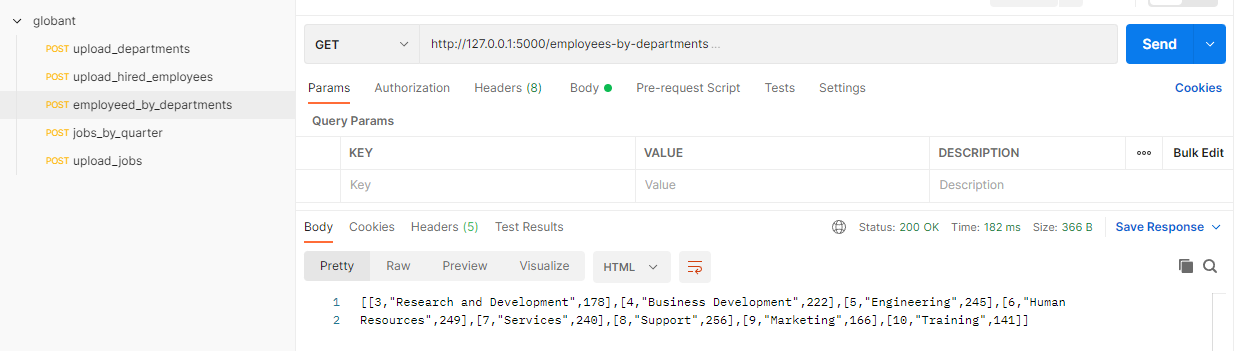 globant
POST upload_departments
POST upload_hired_employees
POST employeed_by_departments
POST jobs_by_quarter
POST upload_jobs
GET http://127.0.0.1:5000/employees-by-departments ... Send
Params Authorization Headers (8) Body Pre-request Script Tests Settings Cookies
Query Params
KEY VALUE DESCRIPTION ooo Bulk Edit
Key Value Description
Body Cookies Headers (5) Test Results Status: 200 OK Time: 182 ms Size: 366 B Save Response
Pretty Raw Preview Visualize HTML
1 [[3,"Research and Development",178],[4,"Business Development",222],[5,"Engineering",245],[6,"Human
2 Resources",249],[7,"Services",240],[8,"Support",256],[9,"Marketing",166],[10,"Training",141]]